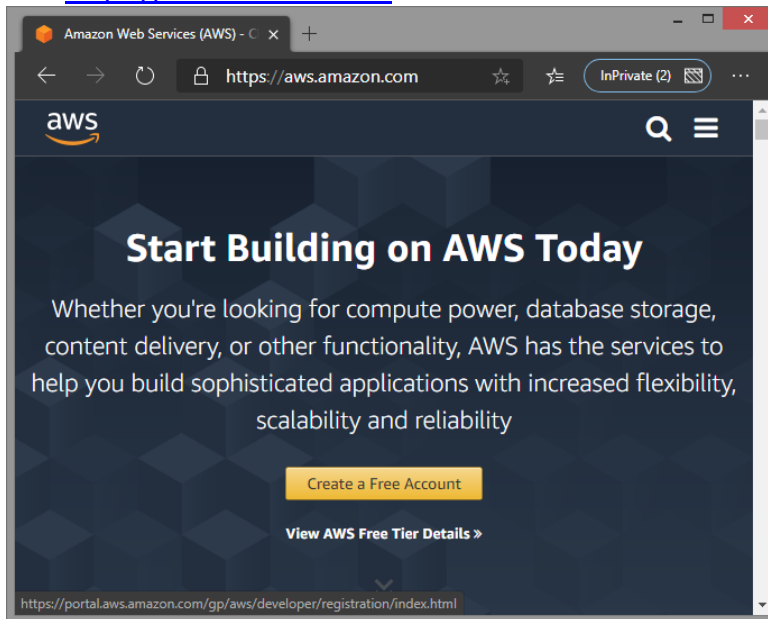 Amazon Web Services (AWS) - C
https://aws.amazon.com
InPrivate (2)
aws
Start Building on AWS Today
Whether you're looking for compute power, database storage,
content delivery, or other functionality, AWS has the services to
help you build sophisticated applications with increased flexibility,
scalability and reliability
Create a Free Account
View AWS Free Tier Details »
https://portal.aws.amazon.com/gp/aws/developer/registration/index.html